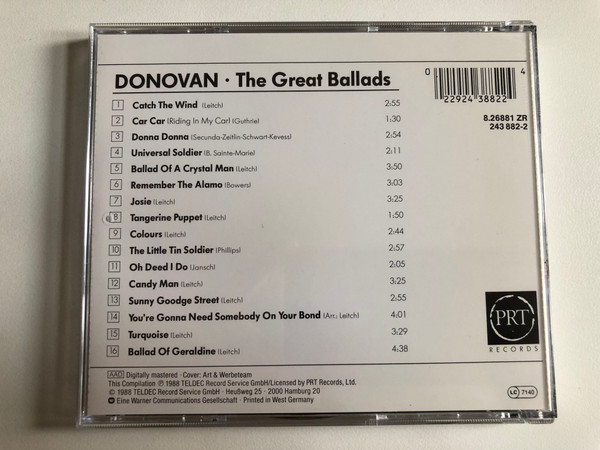 DONOVAN · The Great Ballads
0 22924 38822 4
8.26881 ZR
243 882-2
1 Catch The Wind (Leitch) 2:55
2 Car Car (Riding In My Car) (Guthrie) 1:30
3 Donna Donna (Secunda-Zeitlin-Schwart-Kevess) 2:54
4 Universal Soldier (B. Sainte-Marie) 2:11
5 Ballad Of A Crystal Man (Leitch) 3:50
6 Remember The Alamo (Bowers) 3:03
7 Josie (Leitch) 3:25
8 Tangerine Puppet (Leitch) 1:50
9 Colours (Leitch) 2:44
10 The Little Tin Soldier (Phillips) 2:57
11 Oh Deed I Do (Jansch) 2:05
12 Candy Man (Leitch) 3:25
13 Sunny Goodge Street (Leitch) 2:55
14 You're Gonna Need Somebody On Your Bond (Arr.: Leitch) 4:01
15 Turquoise (Leitch) 3:29
16 Ballad Of Geraldine (Leitch) 4:38
PRT
RECORDS
AAD Digitally mastered · Cover: Art & Werbeteam
This Compilation ℗ 1988 TELDEC Record Service GmbH/Licensed by PRT Records, Ltd.
© 1988 TELDEC Record Service GmbH · Heußweg 25 · 2000 Hamburg 20
Eine Warner Communications Gesellschaft · Printed in West Germany
LC 7140